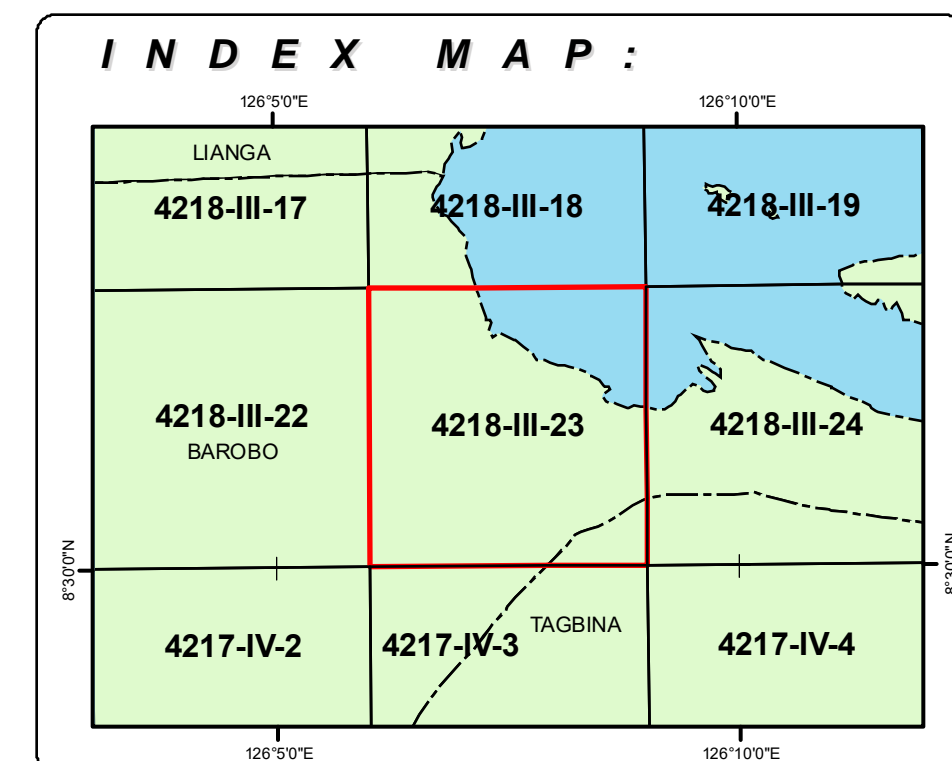 INDEX MAP:
126°5'0"E 126°10'0"E
LIANGA
4218-III-17 4218-III-18 4218-III-19
4218-III-22 4218-III-23 4218-III-24
BAROBO
8°30'0"N 8°30'0"N
TAGBINA
4217-IV-2 4217-IV-3 4217-IV-4
126°5'0"E 126°10'0"E